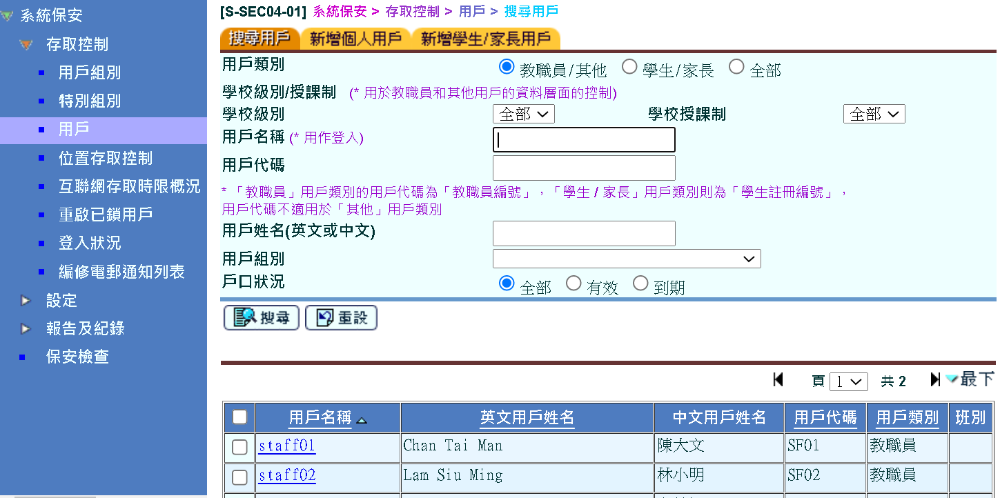 系統保安
存取控制
用戶組別
特別組別
用戶
位置存取控制
互聯網存取時限概況
重啟已鎖用戶
登入狀況
編修電郵通知列表
設定
報告及紀錄
保安檢查
[S-SEC04-01] 系統保安 > 存取控制 > 用戶 > 搜尋用戶
搜尋用戶 新增個人用戶 新增學生/家長用戶
用戶類別 教職員/其他 學生/家長 全部
學校級別/授課制 (* 用於教職員和其他用戶的資料層面的控制)
學校級別 全部 學校授課制 全部
用戶名稱 (* 用作登入)
用戶代碼
* 「教職員」用戶類別的用戶代碼為「教職員編號」，「學生 / 家長」用戶類別則為「學生註冊編號」，
用戶代碼不適用於「其他」用戶類別
用戶姓名(英文或中文)
用戶組別
戶口狀況 全部 有效 到期
搜尋 重設
頁 1 共 2 最下
用戶名稱 英文用戶姓名 中文用戶姓名 用戶代碼 用戶類別 班別
staff01 Chan Tai Man 陳大文 SF01 教職員
staff02 Lam Siu Ming 林小明 SF02 教職員